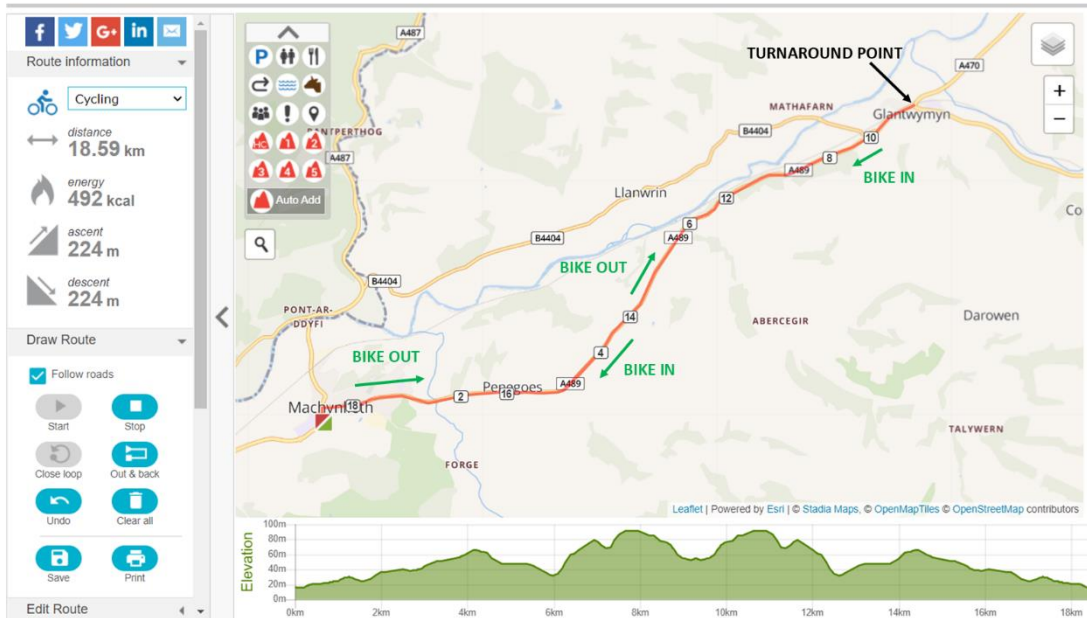 f
G+
in
Route information
Cycling
distance
18.59 km
energy
492 kcal
ascent
224 m
descent
224 m
Draw Route
Follow roads
Start
Stop
Close loop
Out & back
Undo
Clear all
Save
Print
Edit Route
P
HC
1
2
3
4
5
Auto Add
A487
A487
TURNAROUND POINT
A470
+
−
MATHAFARN
Glantwymyn
B4404
10
8
A489
BIKE IN
Llanwrin
12
6
A489
B4404
BIKE OUT
B4404
PONT-AR-
DDYFI
14
ABERCEGIR
Darowen
4
BIKE IN
BIKE OUT
A489
Penegoes
2
16
18
TALYWERN
FORGE
Leaflet | Powered by Esri | © Stadia Maps, © OpenMapTiles © OpenStreetMap contributors
Elevation
100m
80m
60m
40m
20m
0m
0km
2km
4km
6km
8km
10km
12km
14km
16km
18km